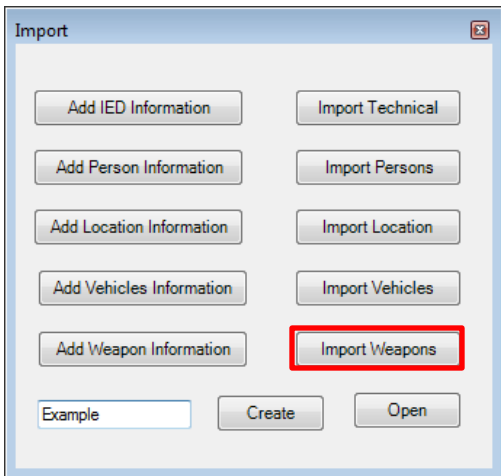 Import
Add IED Information
Import Technical
Add Person Information
Import Persons
Add Location Information
Import Location
Add Vehicles Information
Import Vehicles
Add Weapon Information
Import Weapons
Example
Create
Open